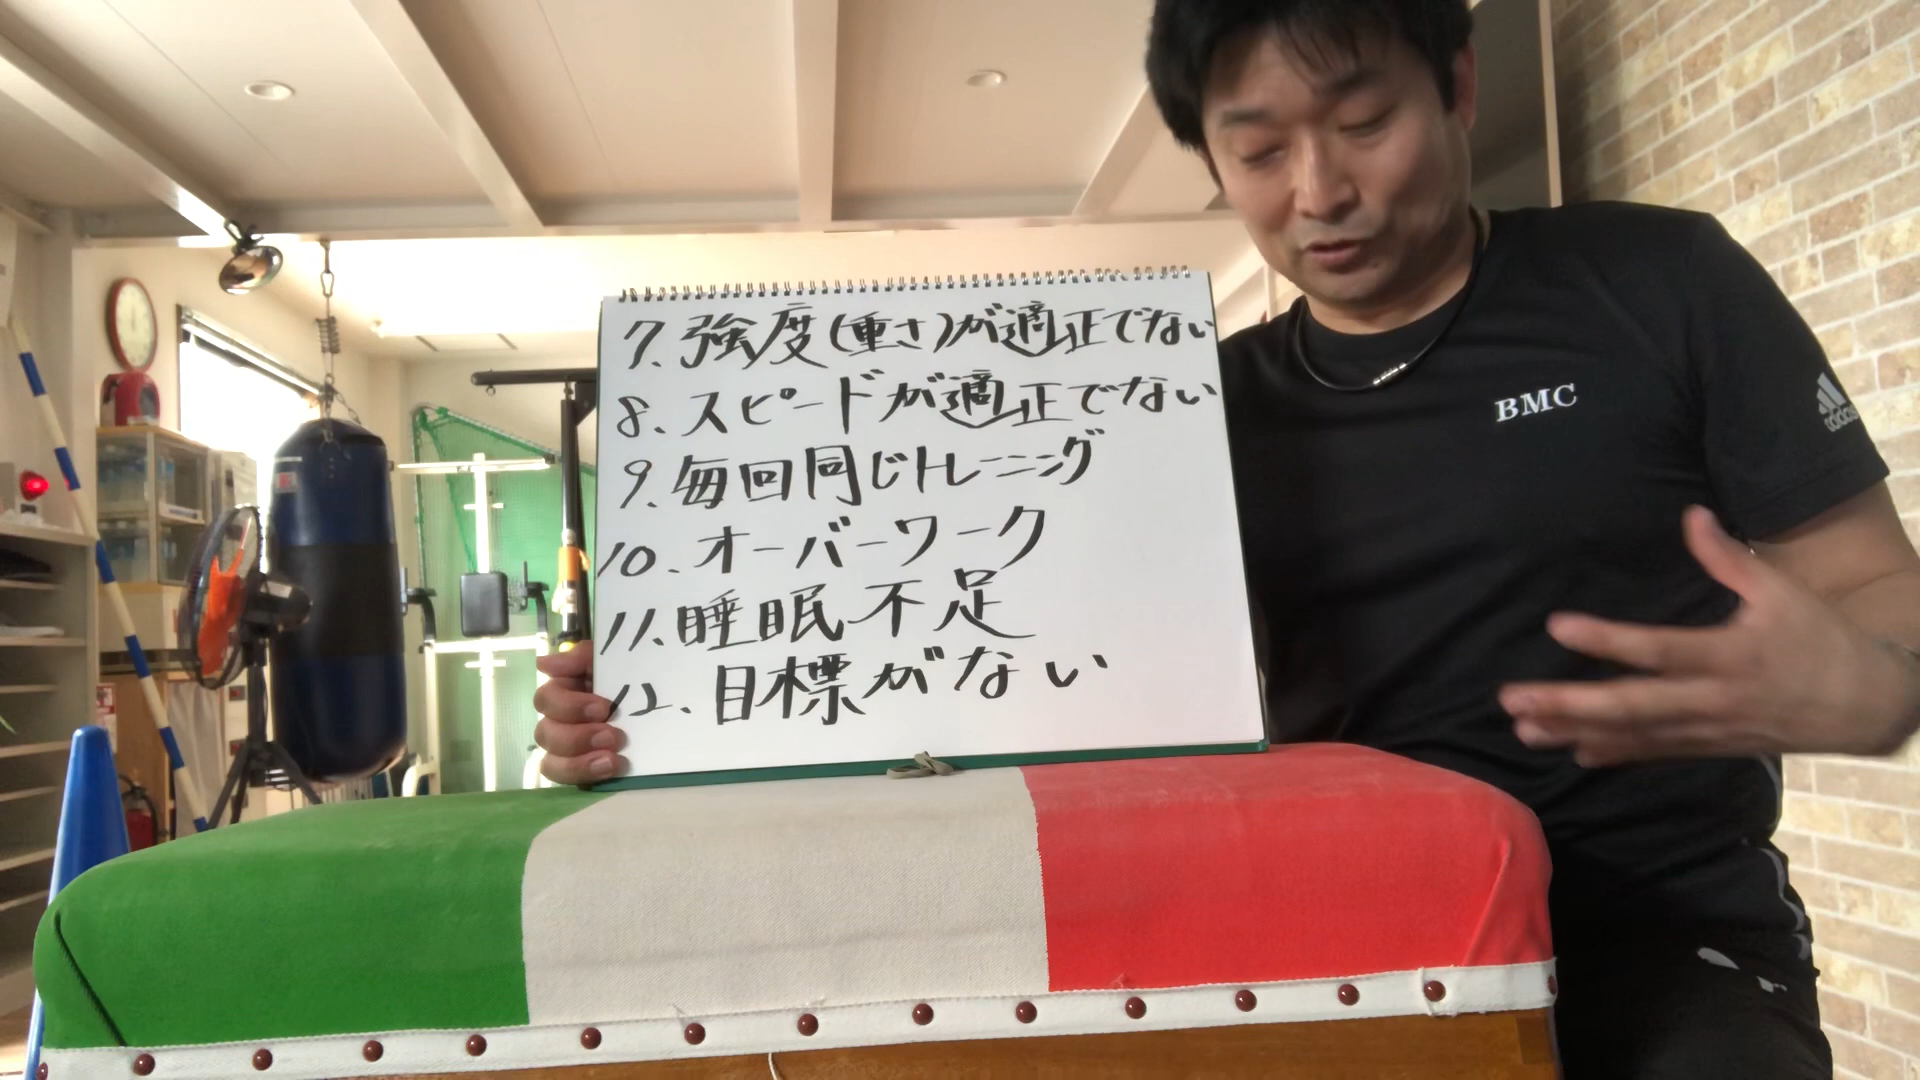 7. 強度(重さ)が適正でない
8. スピードが適正でない
9. 毎回同じトレーニング
10. オーバーワーク
11. 睡眠不足
12. 目標がない
BMC
adidas